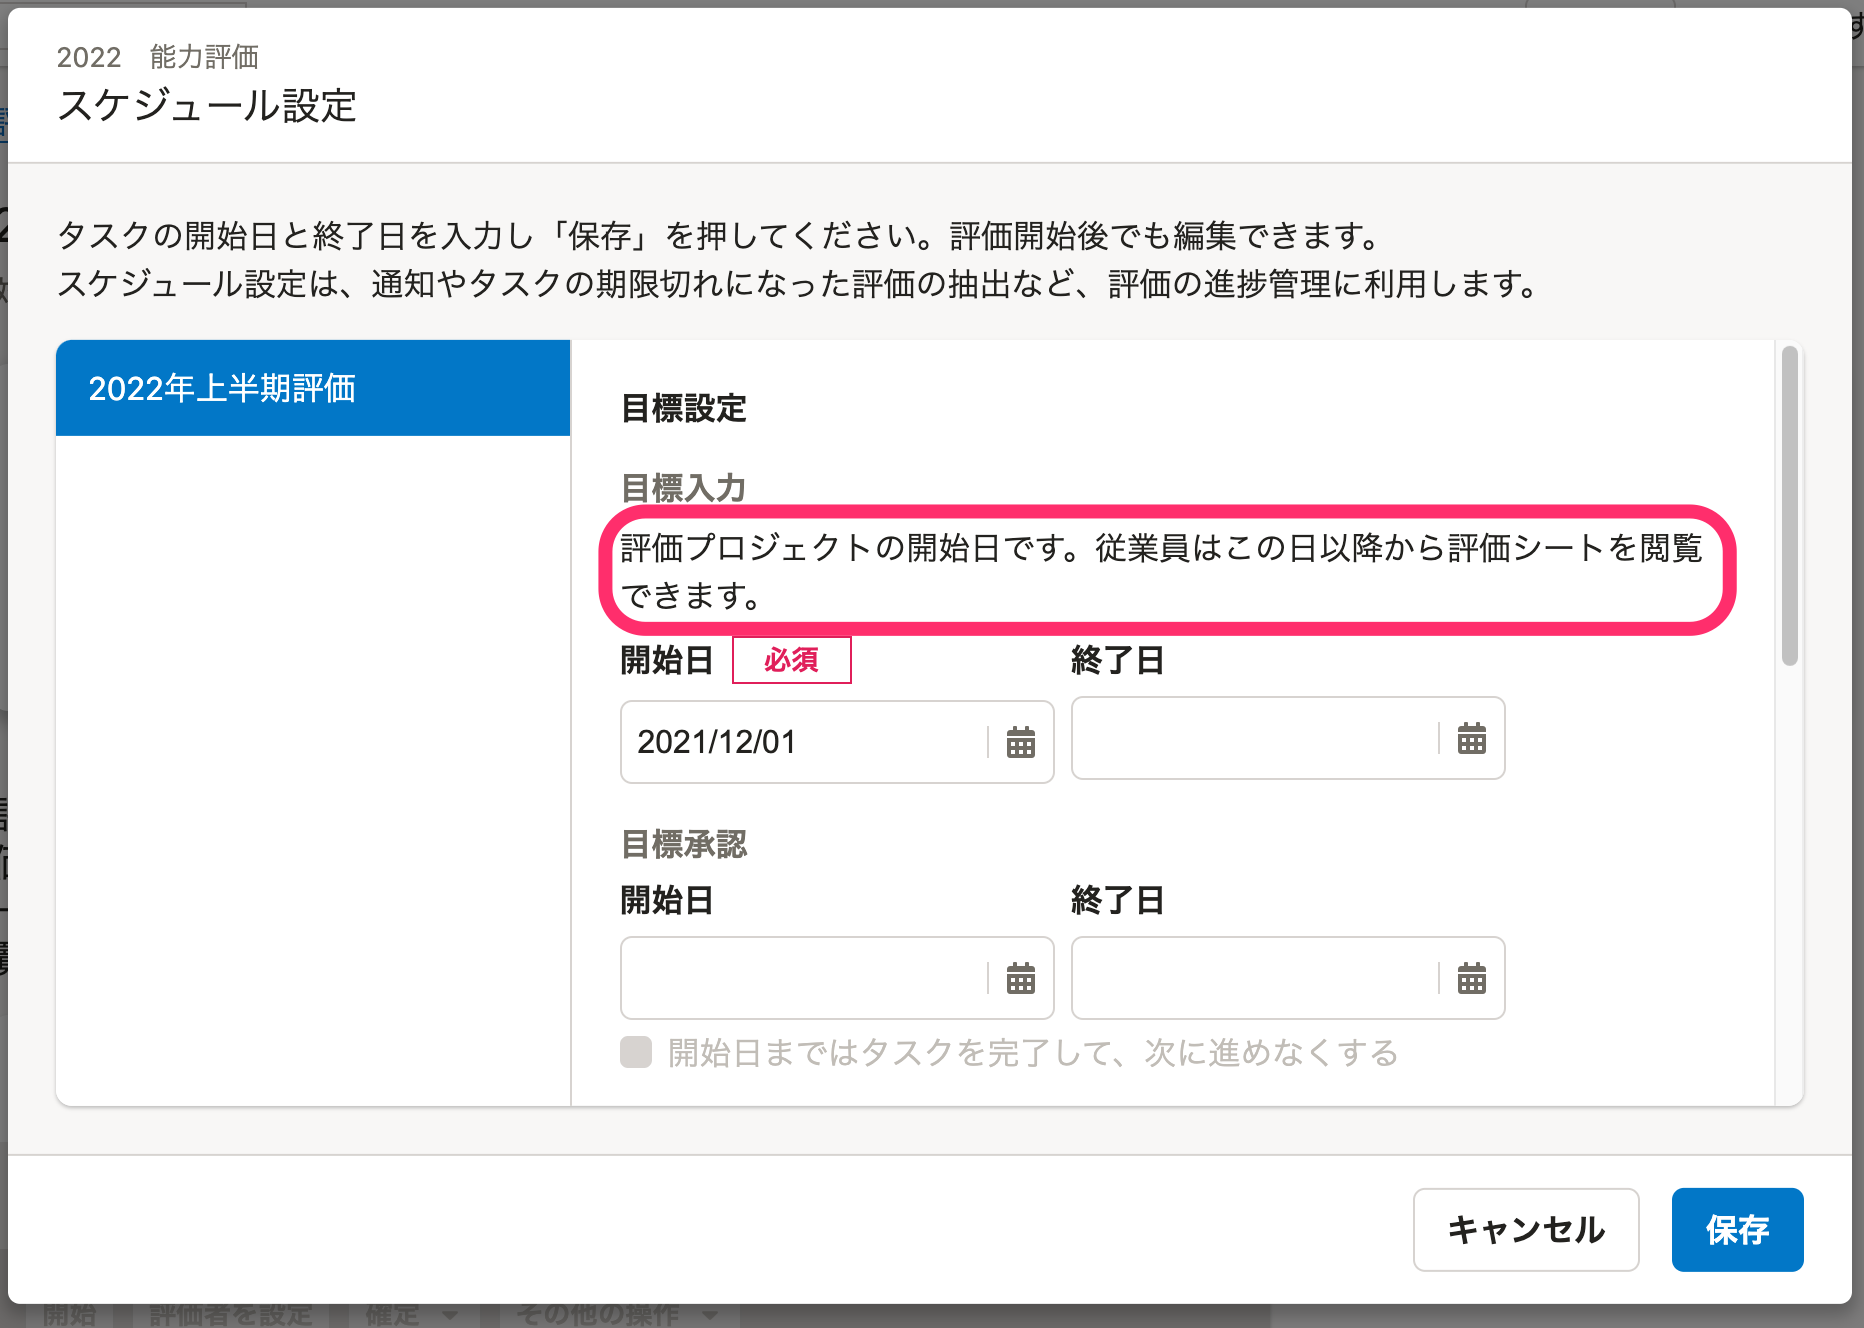 2022　能力評価
スケジュール設定
タスクの開始日と終了日を入力し「保存」を押してください。評価開始後でも編集できます。
スケジュール設定は、通知やタスクの期限切れになった評価の抽出など、評価の進捗管理に利用します。
2022年上半期評価
目標設定
目標入力
評価プロジェクトの開始日です。従業員はこの日以降から評価シートを閲覧
できます。
開始日 必須 終了日
2021/12/01
目標承認
開始日 終了日
開始日まではタスクを完了して、次に進めなくする
キャンセル 保存
開始 評価者を設定 確定 その他の操作